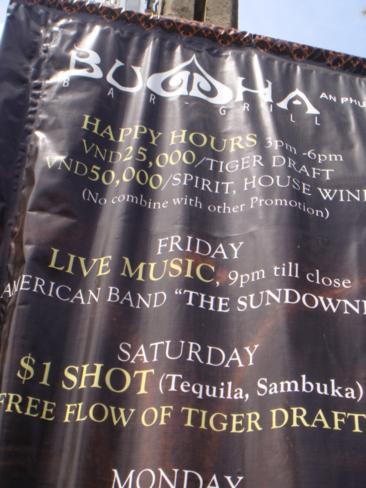 BUDDHA
BAR - GRILL
AN PHU
HAPPY HOURS 3pm -6pm
VND25,000/TIGER DRAFT
VND50,000/SPIRIT, HOUSE WINE
(No combine with other Promotion)
FRIDAY
LIVE MUSIC, 9pm till close
AMERICAN BAND "THE SUNDOWN
SATURDAY
$1 SHOT (Tequila, Sambuka)
FREE FLOW OF TIGER DRAFT
MONDAY